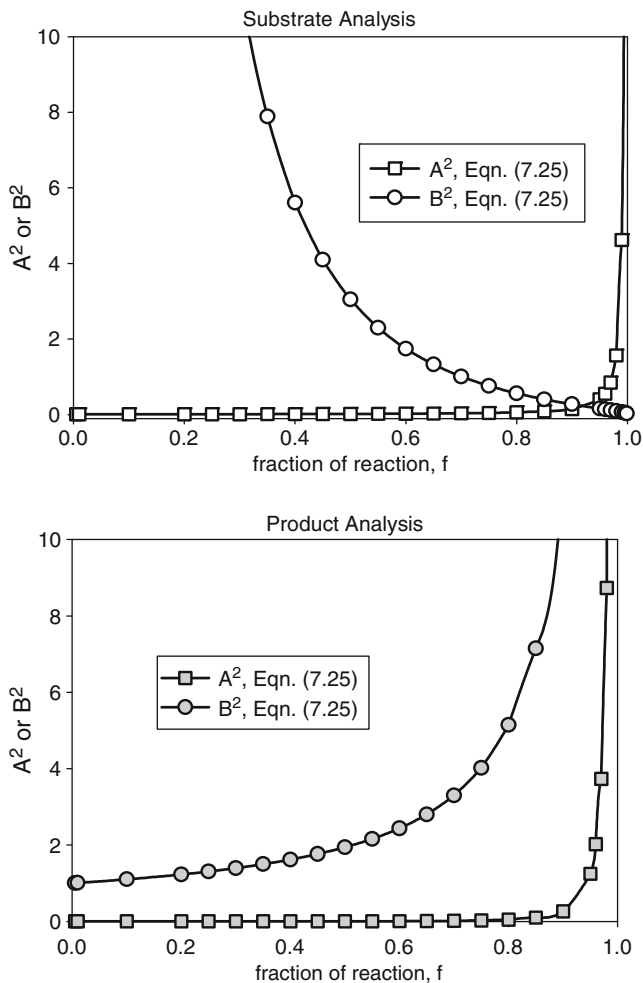 Substrate Analysis
10
8
6
4
2
0
A² or B²
A², Eqn. (7.25)
B², Eqn. (7.25)
0.0 0.2 0.4 0.6 0.8 1.0
fraction of reaction, f
Product Analysis
10
8
6
4
2
0
A² or B²
A², Eqn. (7.25)
B², Eqn. (7.25)
0.0 0.2 0.4 0.6 0.8 1.0
fraction of reaction, f